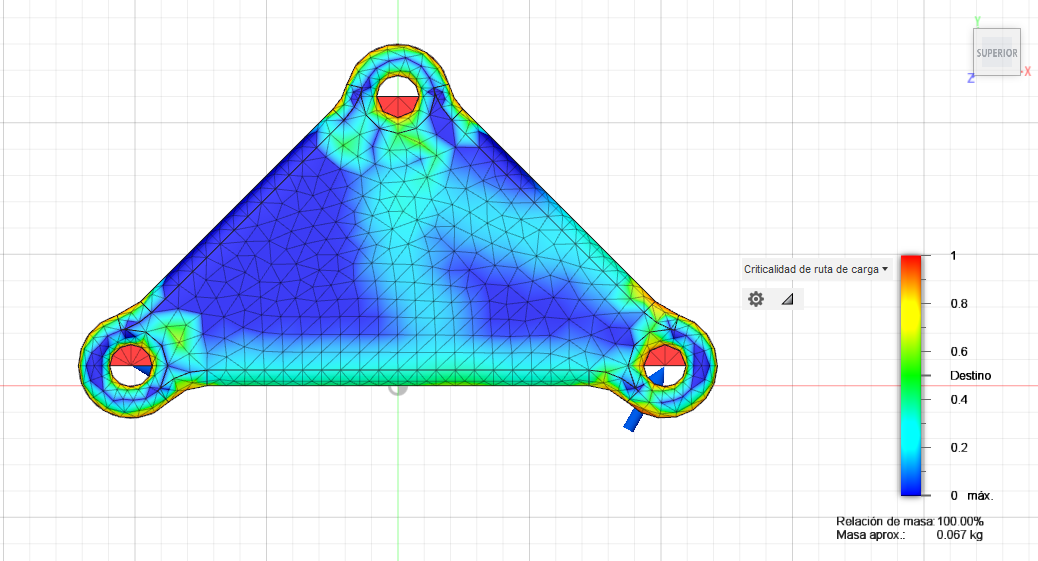 Y
SUPERIOR
X
Z
Criticalidad de ruta de carga
1
0.8
0.6
Destino
0.4
0.2
0 máx.
Relación de masa: 100.00%
Masa aprox.: 0.067 kg